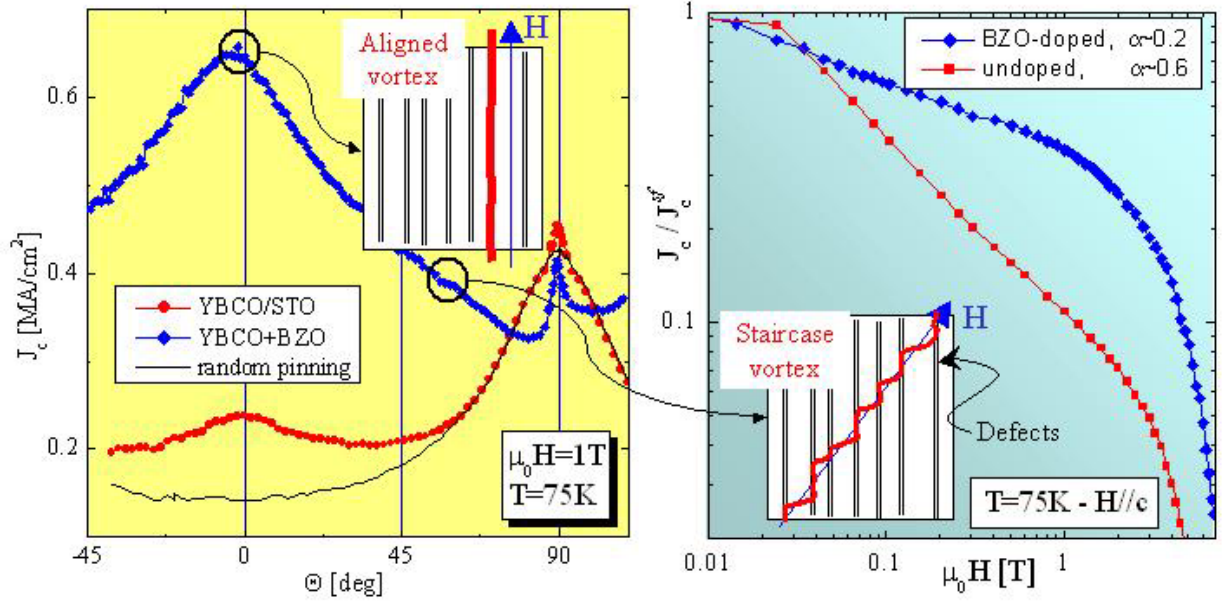 J_c [MA/cm²]
0.6
0.4
0.2
-45
0
45
90
Θ [deg]
Aligned
vortex
H
YBCO/STO
YBCO+BZO
random pinning
μ₀H=1T
T=75K
J_c / J_c^sf
1
0.1
0.01
0.1
1
μ₀H [T]
BZO-doped, α~0.2
undoped, α~0.6
Staircase
vortex
H
Defects
T=75K - H//c